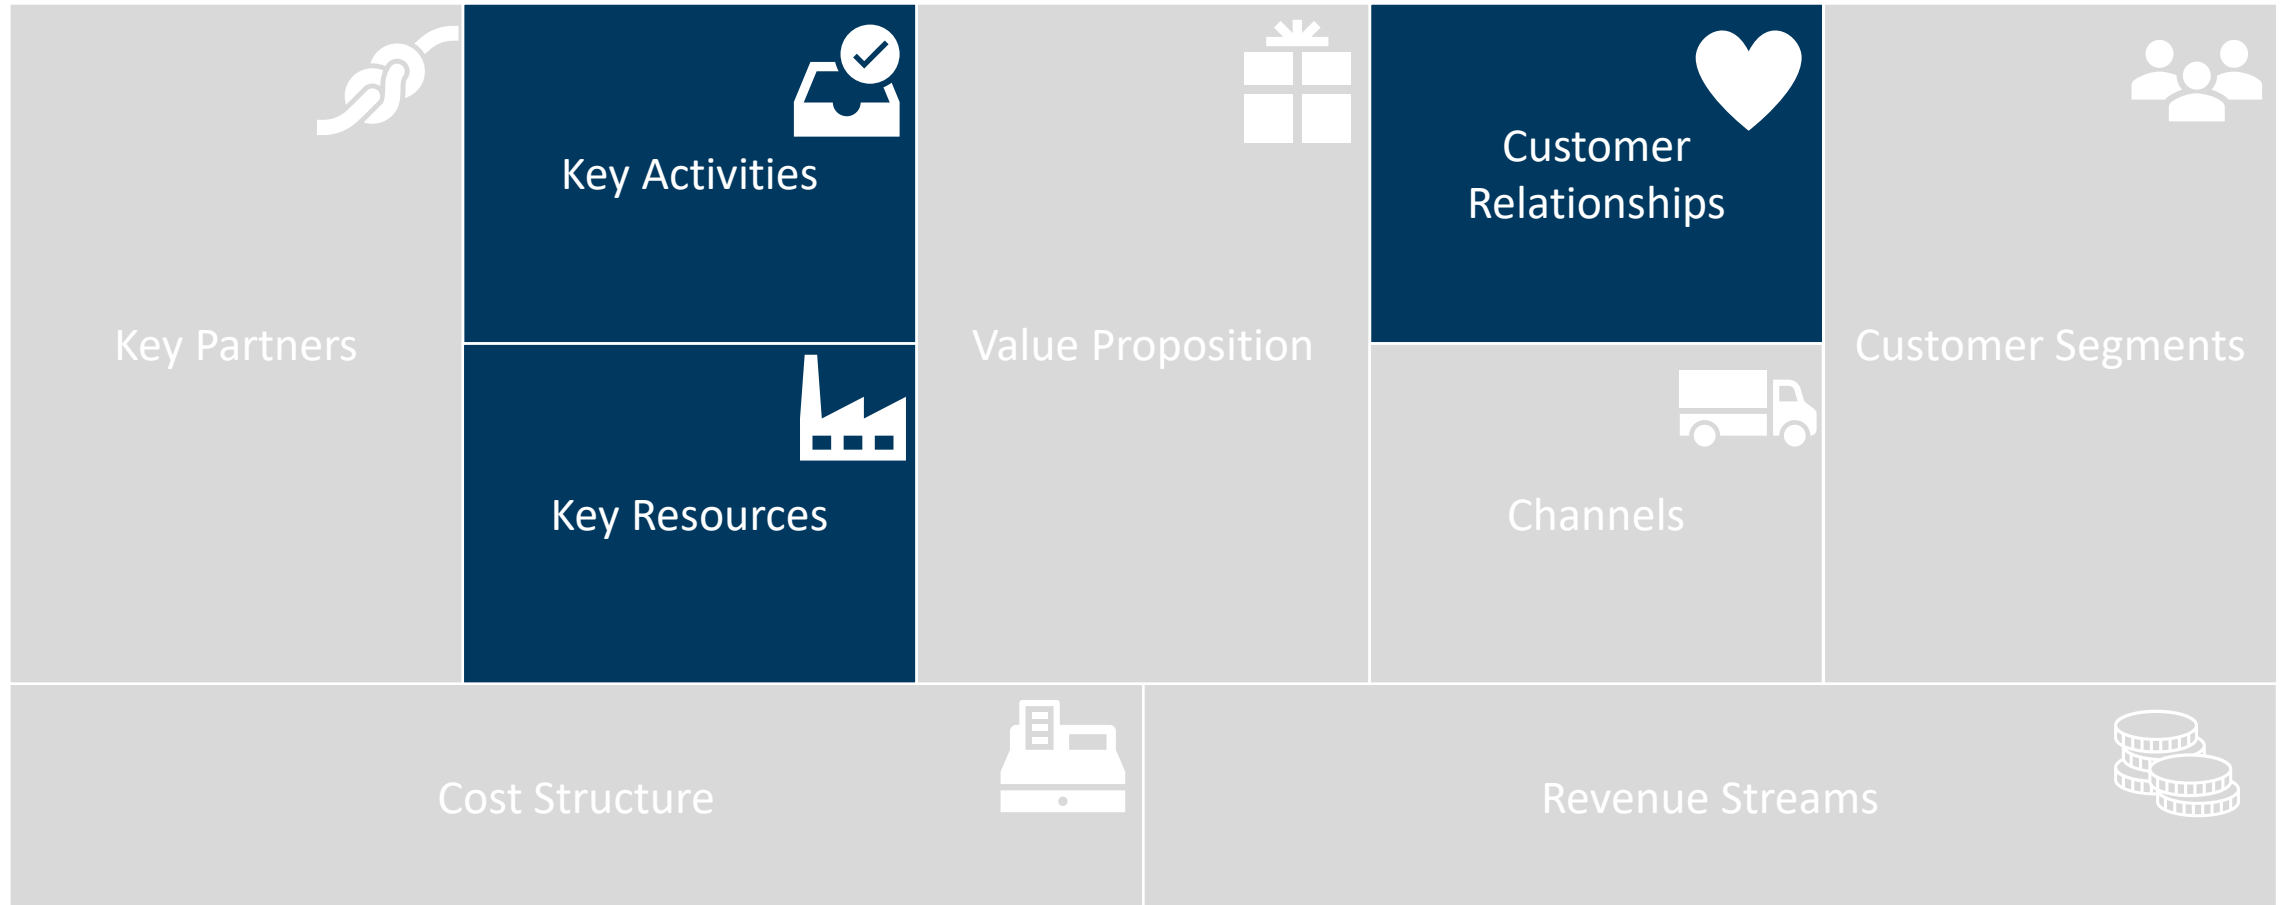 Key Partners
Key Activities
Key Resources
Value Proposition
Customer
Relationships
Channels
Customer Segments
Cost Structure
Revenue Streams